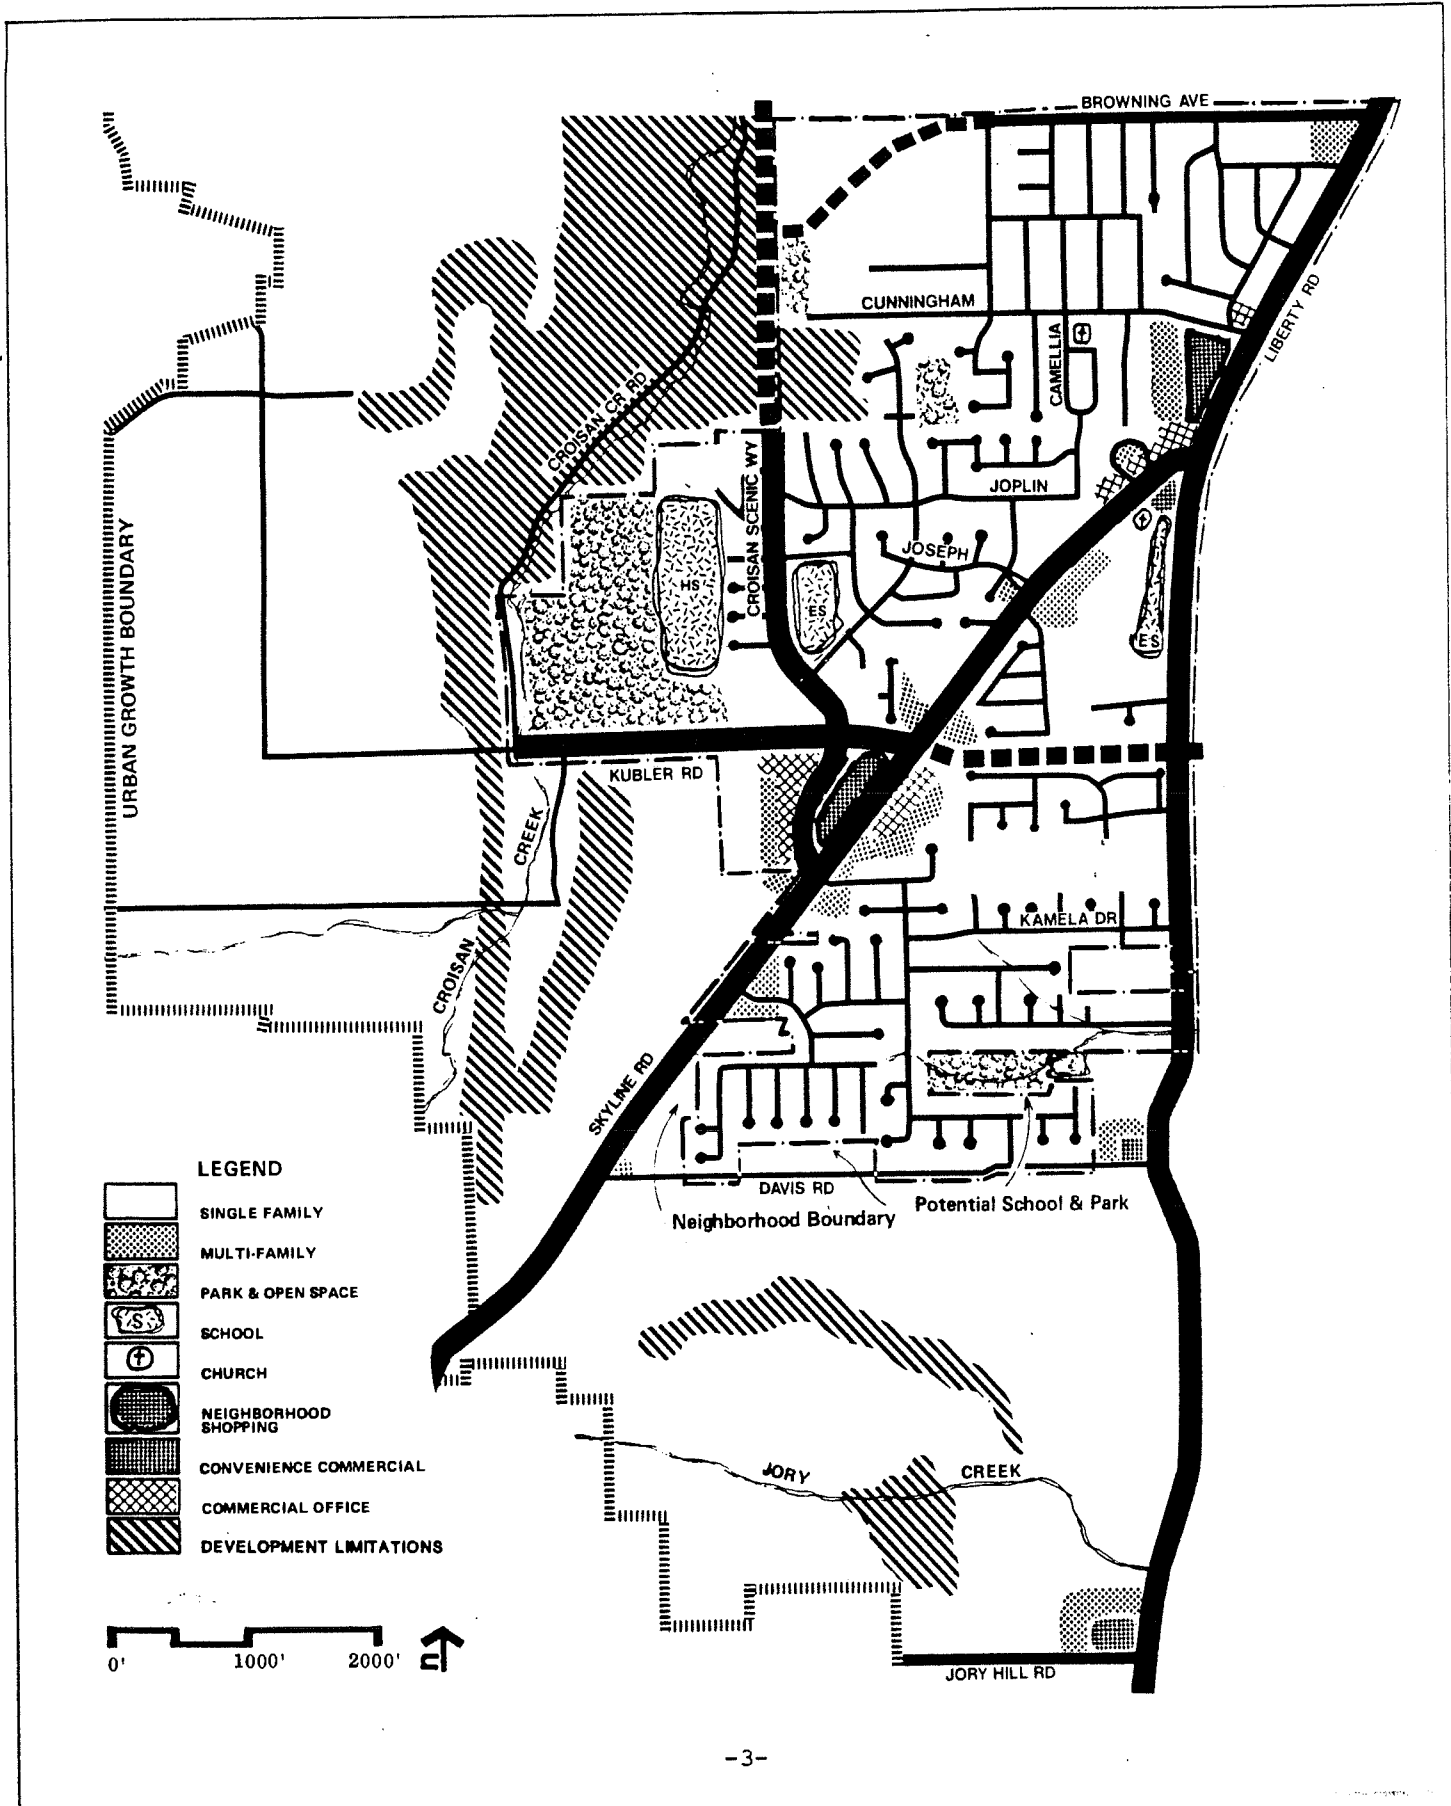 BROWNING AVE
LIBERTY RD
CUNNINGHAM
CAMELLIA
CROISAN CR RD
CROISAN SCENIC WY
JOPLIN
JOSEPH
HS
ES
ES
URBAN GROWTH BOUNDARY
KUBLER RD
CREEK
CROISAN
KAMELA DR
SKYLINE RD
DAVIS RD
Neighborhood Boundary
Potential School & Park
LEGEND
SINGLE FAMILY
MULTI-FAMILY
PARK & OPEN SPACE
S
SCHOOL
CHURCH
NEIGHBORHOOD
SHOPPING
CONVENIENCE COMMERCIAL
COMMERCIAL OFFICE
DEVELOPMENT LIMITATIONS
JORY CREEK
0' 1000' 2000' n
JORY HILL RD
-3-